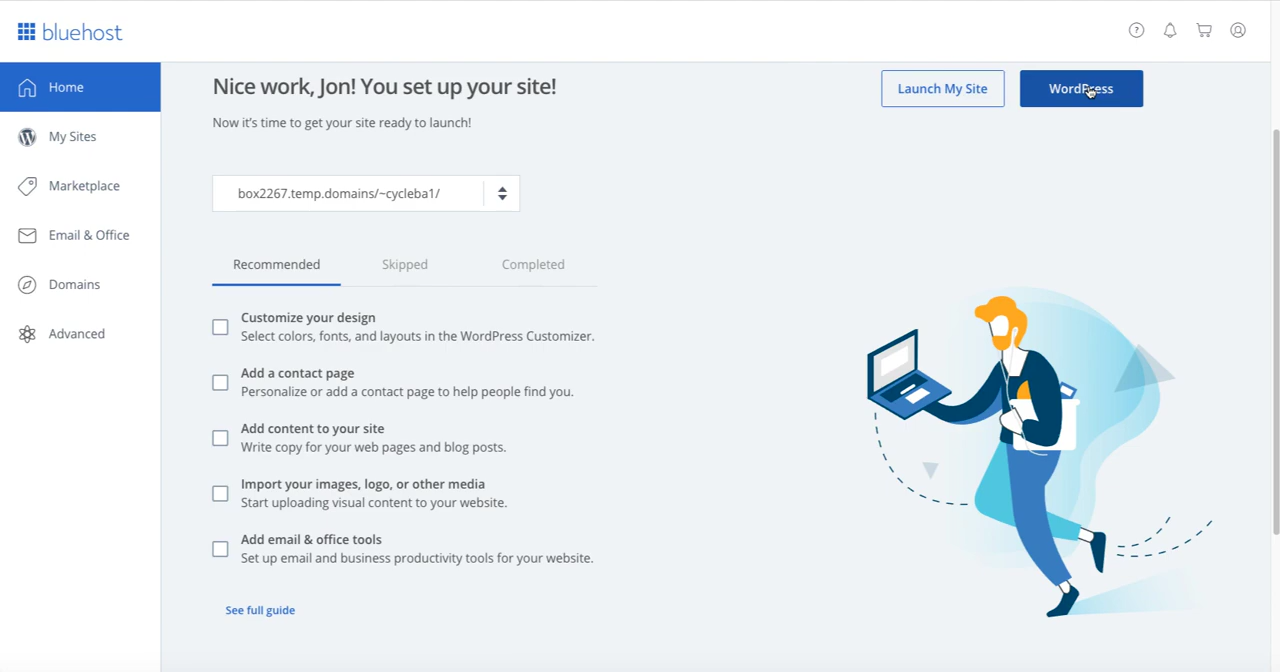 bluehost
Home
My Sites
Marketplace
Email & Office
Domains
Advanced
Nice work, Jon! You set up your site!
Now it's time to get your site ready to launch!
Launch My Site
WordPress
box2267.temp.domains/~cycleba1/
Recommended
Skipped
Completed
Customize your design
Select colors, fonts, and layouts in the WordPress Customizer.
Add a contact page
Personalize or add a contact page to help people find you.
Add content to your site
Write copy for your web pages and blog posts.
Import your images, logo, or other media
Start uploading visual content to your website.
Add email & office tools
Set up email and business productivity tools for your website.
See full guide